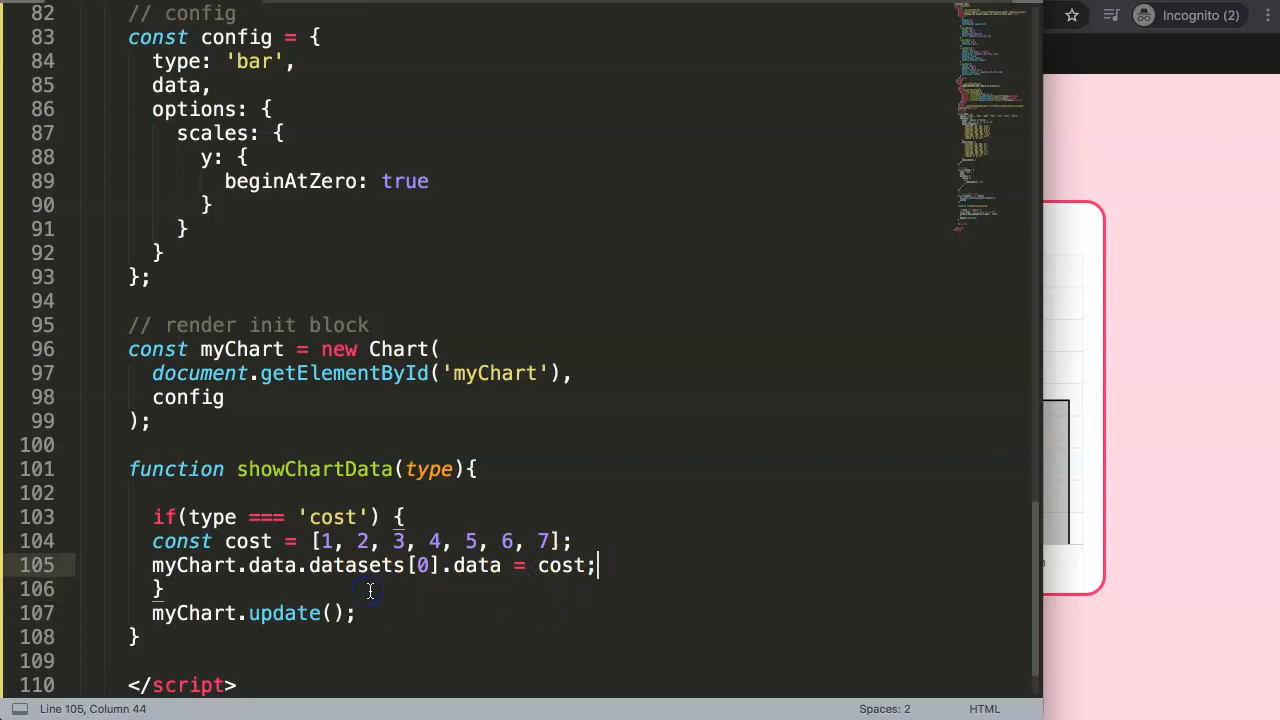 Incognito (2)
82 // config
83 const config = {
84 type: 'bar',
85 data,
86 options: {
87 scales: {
88 y: {
89 beginAtZero: true
90 }
91 }
92 }
93 };
94
95 // render init block
96 const myChart = new Chart(
97 document.getElementById('myChart'),
98 config
99 );
100
101 function showChartData(type){
102
103 if(type === 'cost') {
104 const cost = [1, 2, 3, 4, 5, 6, 7];
105 myChart.data.datasets[0].data = cost;
106 }
107 myChart.update();
108 }
109
110 </script>
Line 105, Column 44
Spaces: 2
HTML